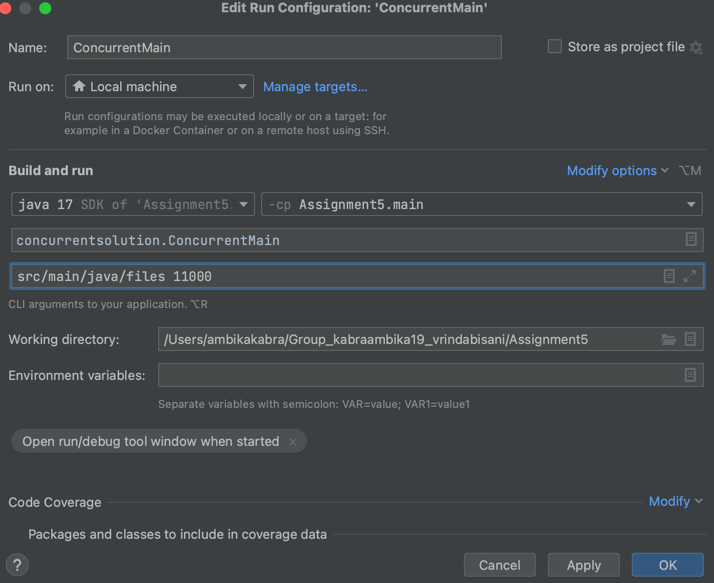 Edit Run Configuration: 'ConcurrentMain'
Name: ConcurrentMain Store as project file
Run on: Local machine Manage targets...
Run configurations may be executed locally or on a target: for
example in a Docker Container or on a remote host using SSH.
Build and run Modify options ⌥M
java 17 SDK of 'Assignment5. -cp Assignment5.main
concurrentsolution.ConcurrentMain
src/main/java/files 11000
CLI arguments to your application. ⌥R
Working directory: /Users/ambikakabra/Group_kabraambika19_vrindabisani/Assignment5
Environment variables:
Separate variables with semicolon: VAR=value; VAR1=value1
Open run/debug tool window when started ×
Code Coverage Modify
Packages and classes to include in coverage data
? Cancel Apply OK